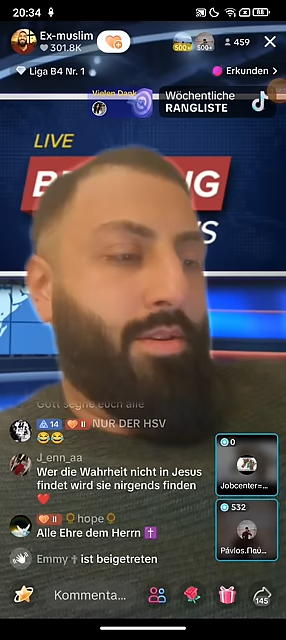 20:34
Ex-muslim
301.8K
500+
500+
459
Liga B4 Nr. 1
Erkunden >
Vielen Dank
Wöchentliche
RANGLISTE
LIVE
Gott segne euch alle
14 NUR DER HSV
😂😂
J_enn_aa
Wer die Wahrheit nicht in Jesus
findet wird sie nirgends finden
❤️
hope
Alle Ehre dem Herrn ✝️
Emmy ✝ ist beigetreten
0
Jobcenter=...
532
Pávlos.Παύ...
Kommenta...
145